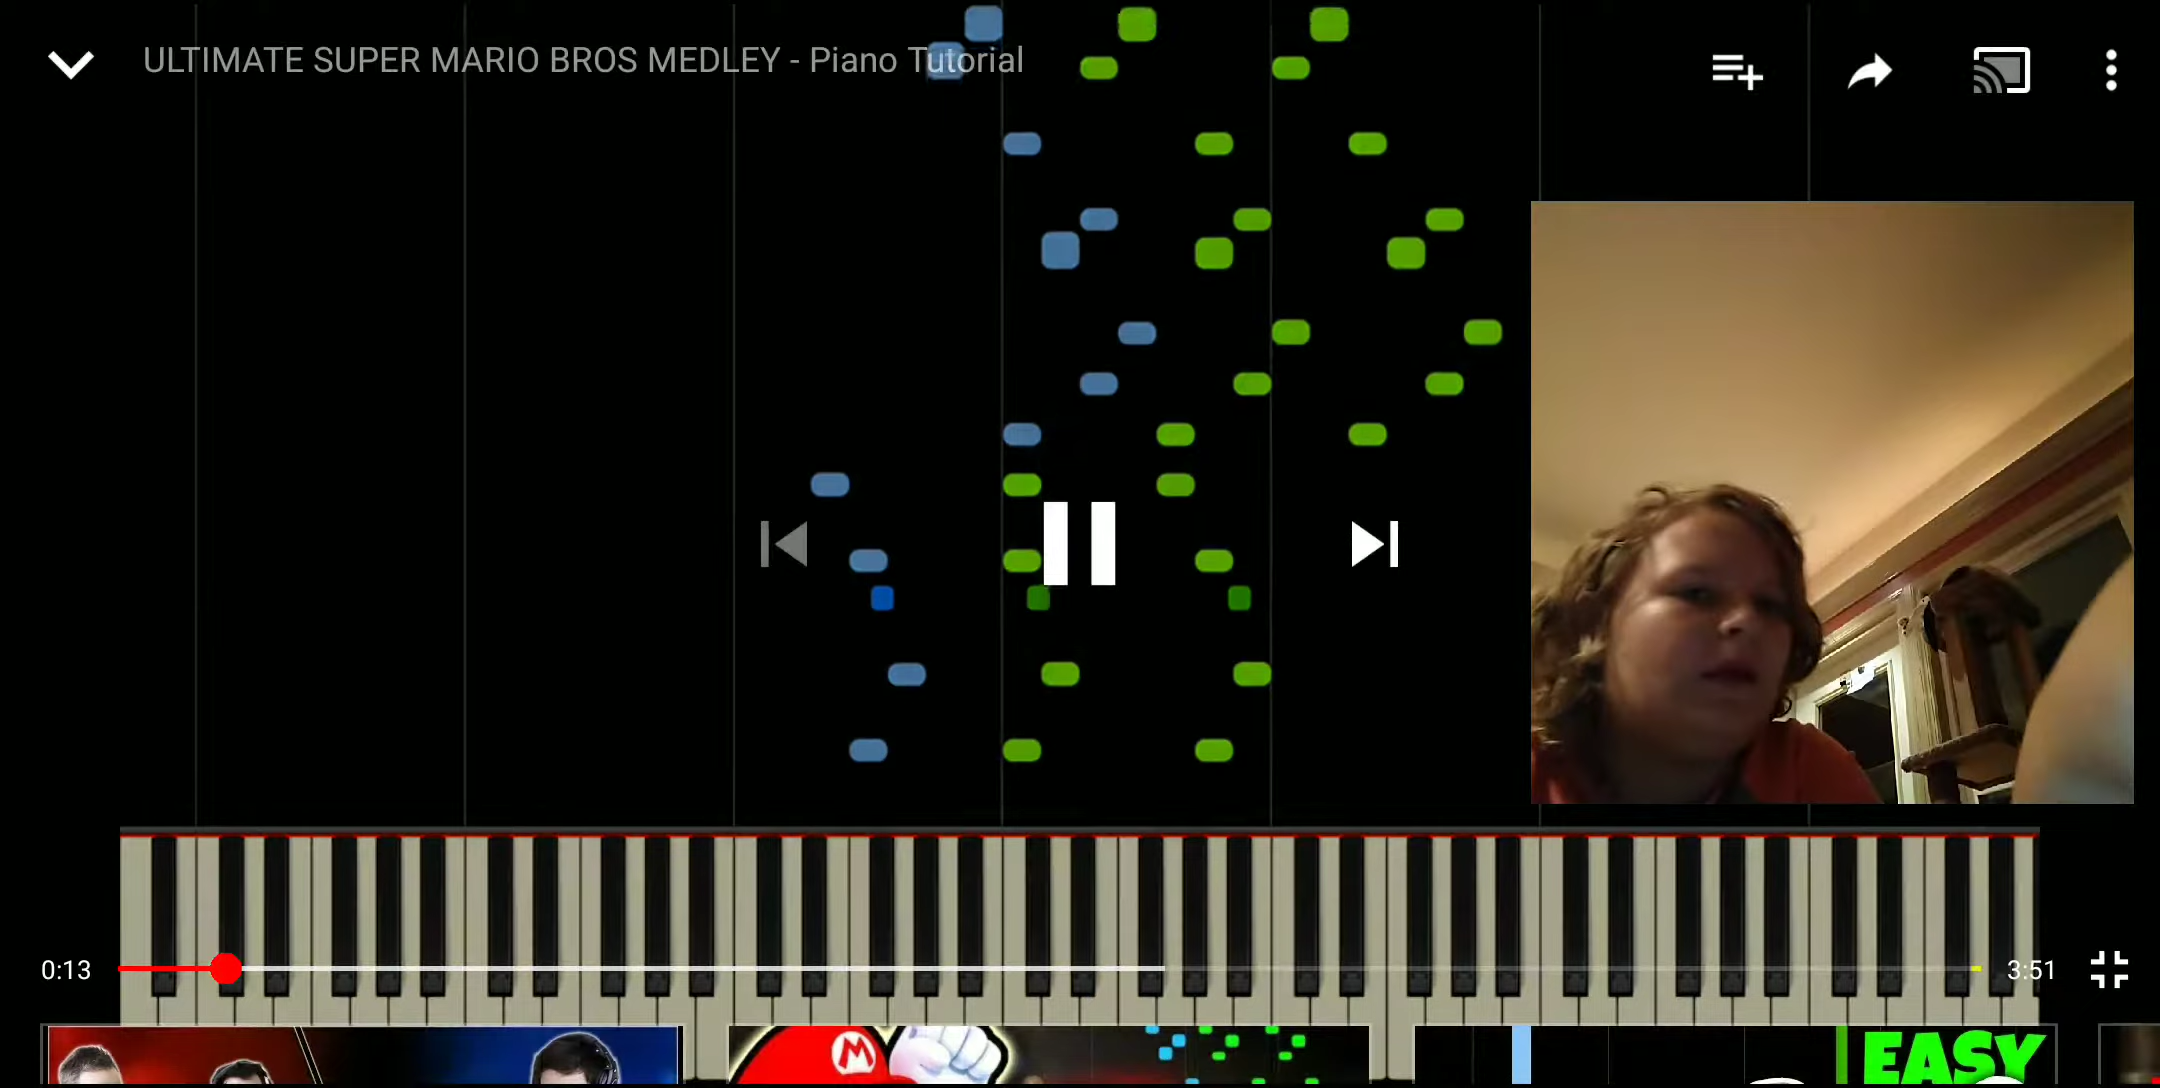 ULTIMATE SUPER MARIO BROS MEDLEY - Piano Tutorial
0:13
3:51
M
EASY